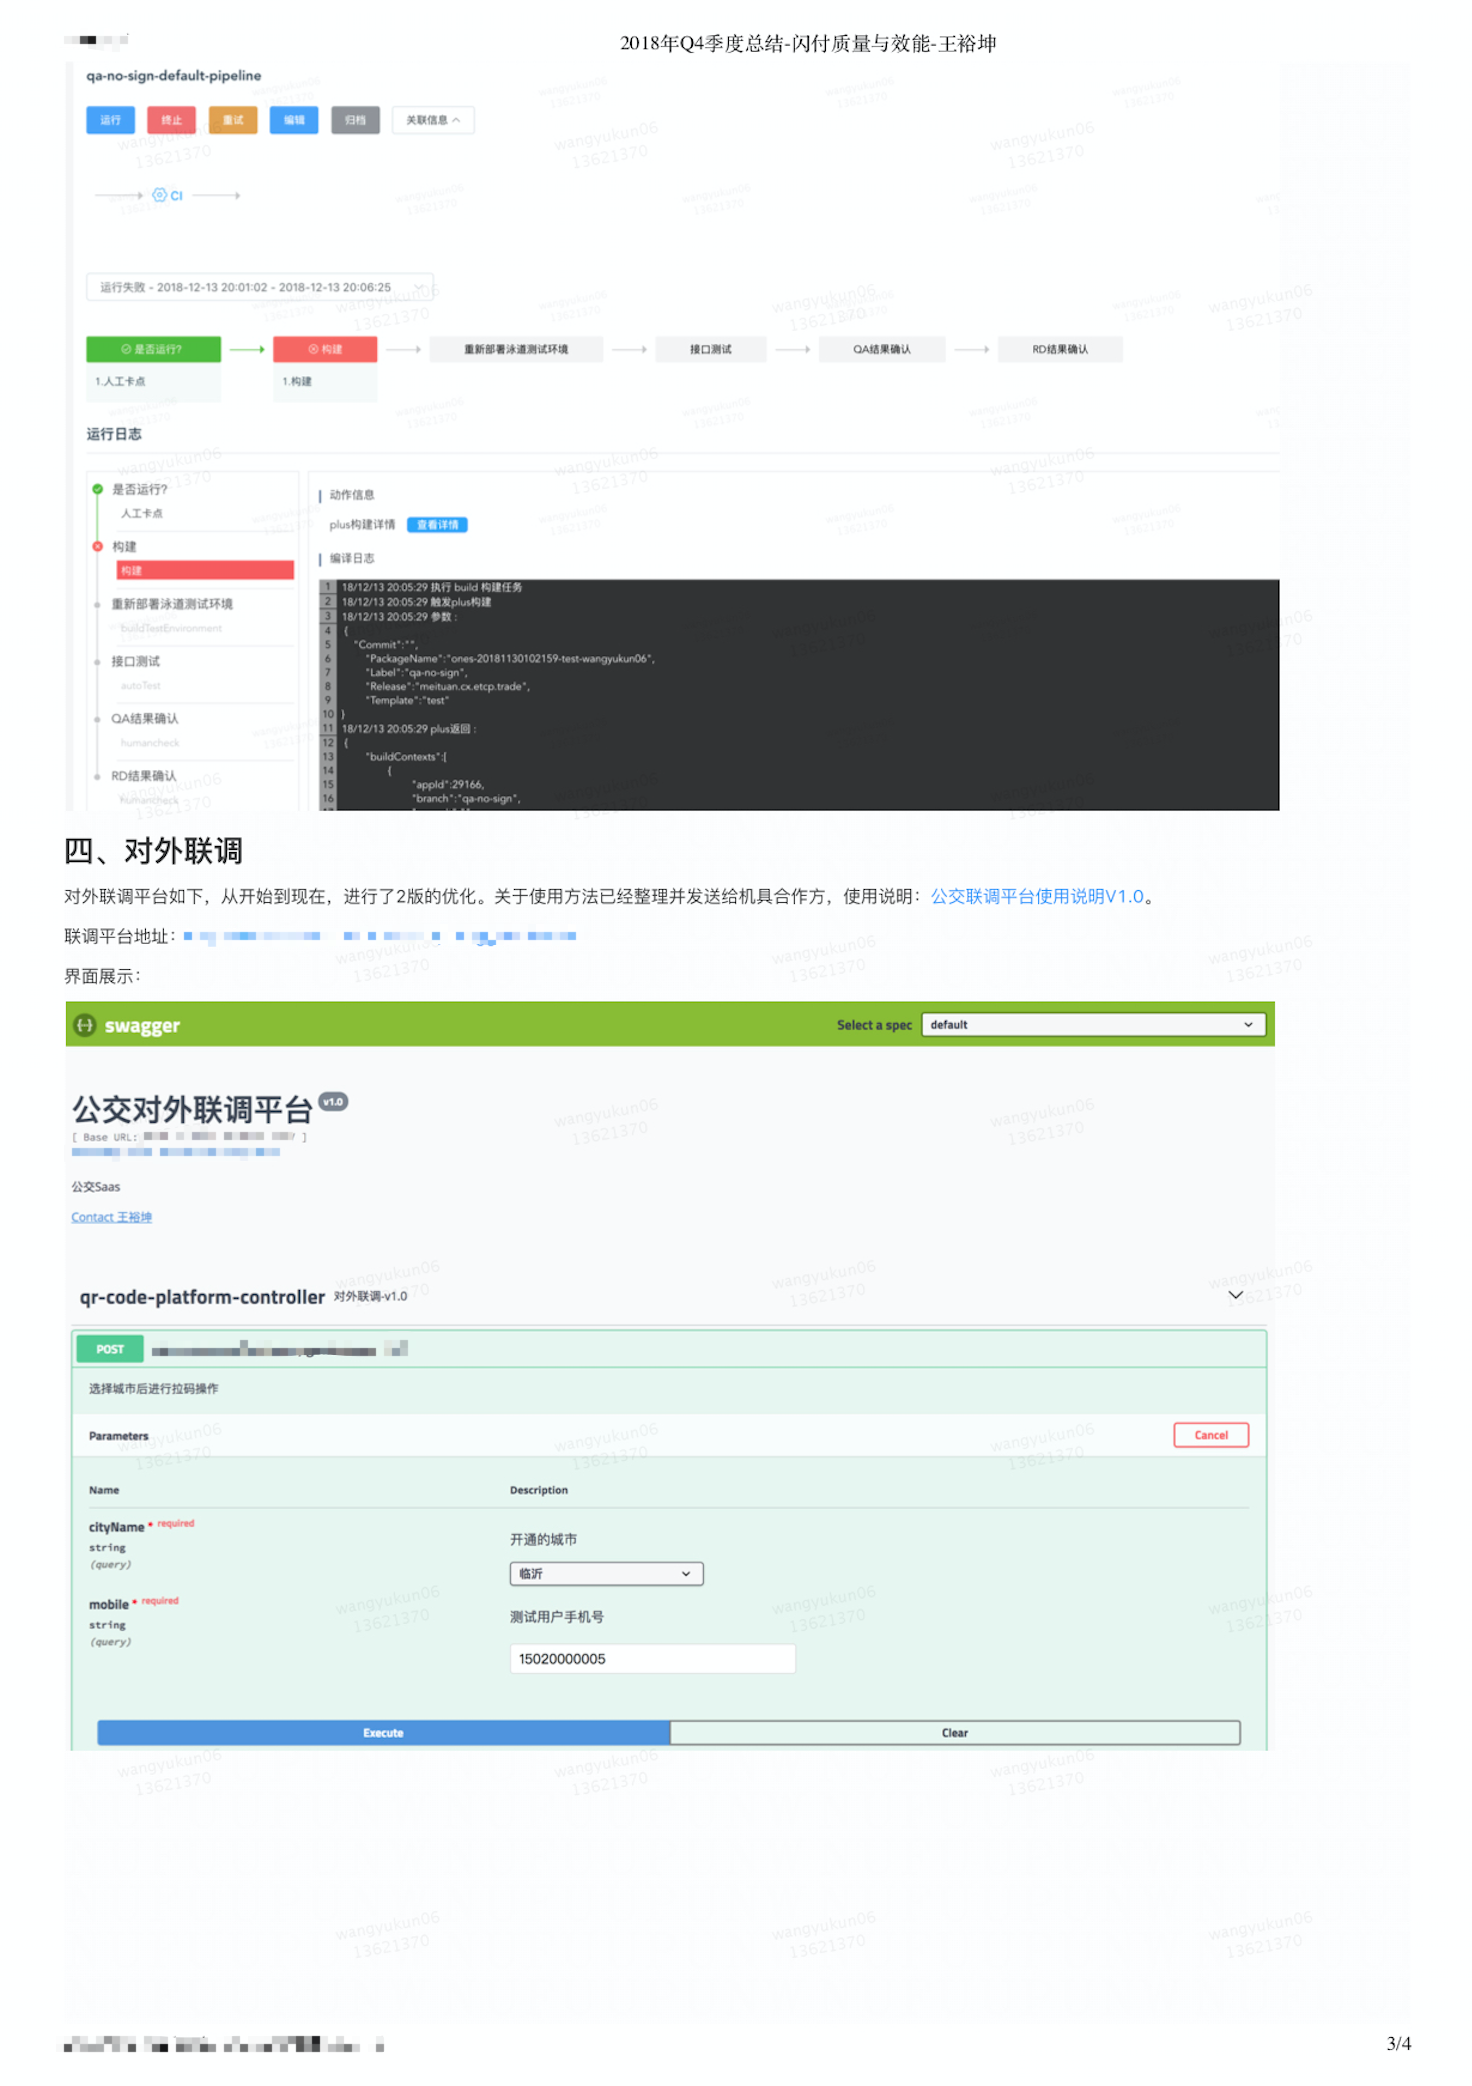 2018年Q4季度总结-闪付质量与效能-王裕坤
qa-no-sign-default-pipeline
运行 终止 重试 编辑 归档 关联信息
CI
运行失败 - 2018-12-13 20:01:02 - 2018-12-13 20:06:25
是否运行? 构建 重新部署泳道测试环境 接口测试 QA结果确认 RD结果确认
1.人工卡点 1.构建
运行日志
是否运行?
人工卡点
构建
构建
重新部署泳道测试环境
buildTestEnvironment
接口测试
autoTest
QA结果确认
humancheck
RD结果确认
humancheck
动作信息
plus构建详情 查看详情
编译日志
1 18/12/13 20:05:29 执行 build 构建任务
2 18/12/13 20:05:29 触发plus构建
3 18/12/13 20:05:29 参数 :
4 {
5 "Commit":"",
6 "PackageName":"ones-20181130102159-test-wangyukun06",
7 "Label":"qa-no-sign",
8 "Release":"meituan.cx.etcp.trade",
9 "Template":"test"
10 }
11 18/12/13 20:05:29 plus返回 :
12 {
13 "buildContexts":[
14 {
15 "appId":29166,
16 "branch":"qa-no-sign",
四、对外联调
对外联调平台如下，从开始到现在，进行了2版的优化。关于使用方法已经整理并发送给机具合作方，使用说明：公交联调平台使用说明V1.0。
联调平台地址：
界面展示：
swagger Select a spec default
公交对外联调平台 v1.0
[ Base URL: / ]
公交Saas
Contact 王裕坤
qr-code-platform-controller 对外联调-v1.0
POST
选择城市后进行拉码操作
Parameters Cancel
Name Description
cityName * required
string
(query)
开通的城市
临沂
mobile * required
string
(query)
测试用户手机号
15020000005
Execute Clear
wangyukun06
13621370
3/4